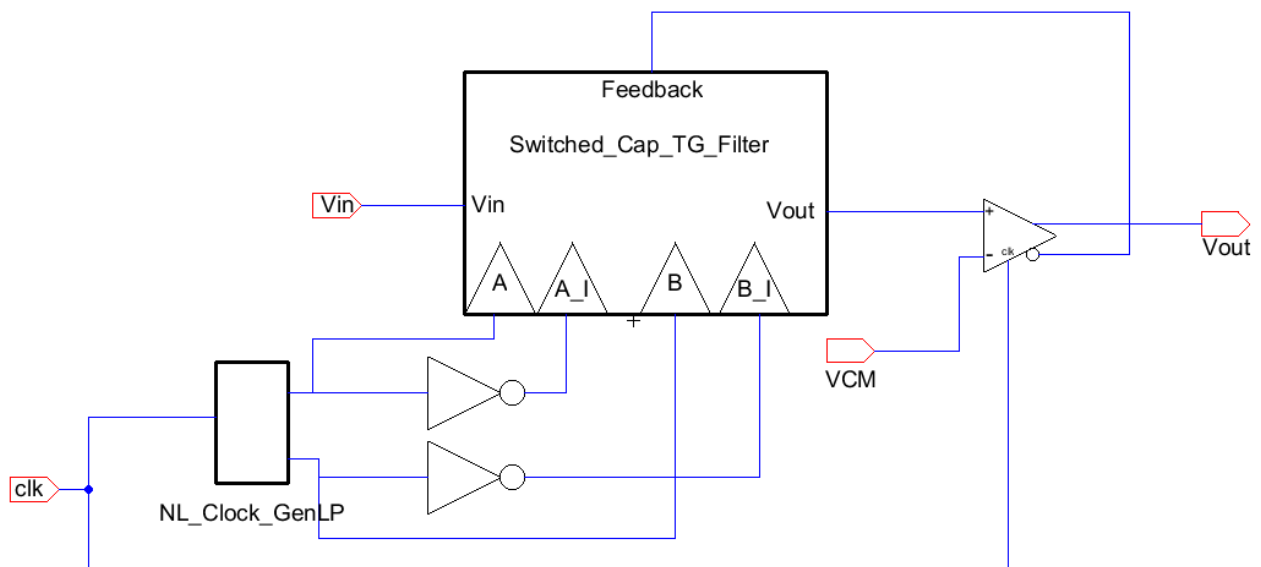 Feedback
Switched_Cap_TG_Filter
Vin
Vin
Vout
+
-
clk
Vout
A
A_I
B
B_I
VCM
clk
NL_Clock_GenLP